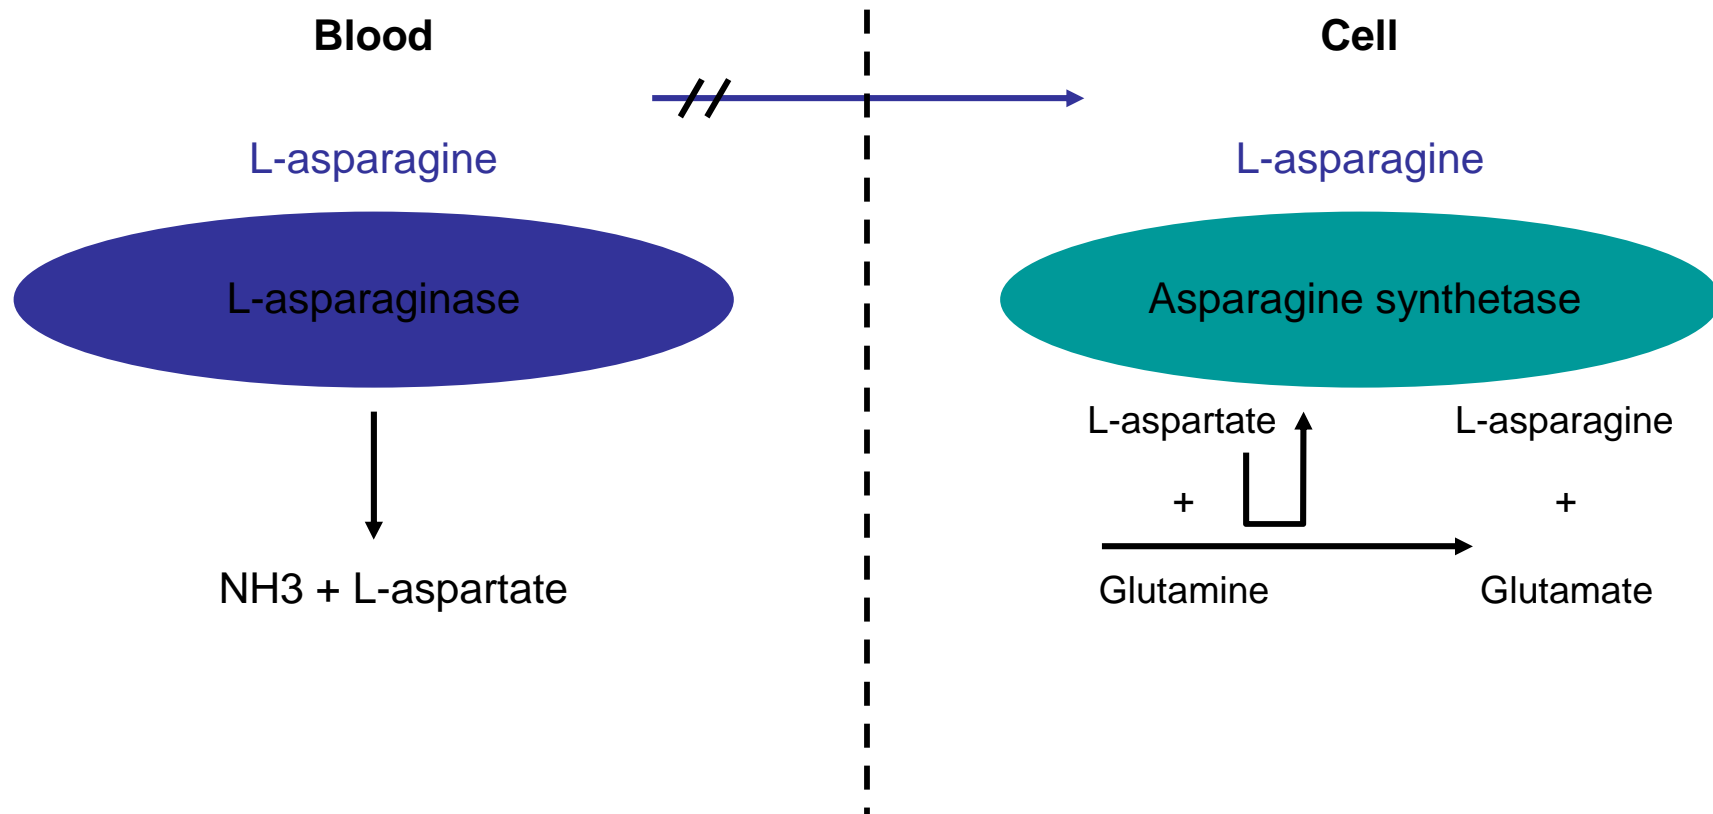 Blood
Cell
L-asparagine
L-asparagine
L-asparaginase
Asparagine synthetase
L-aspartate
L-asparagine
+
+
NH3 + L-aspartate
Glutamine
Glutamate